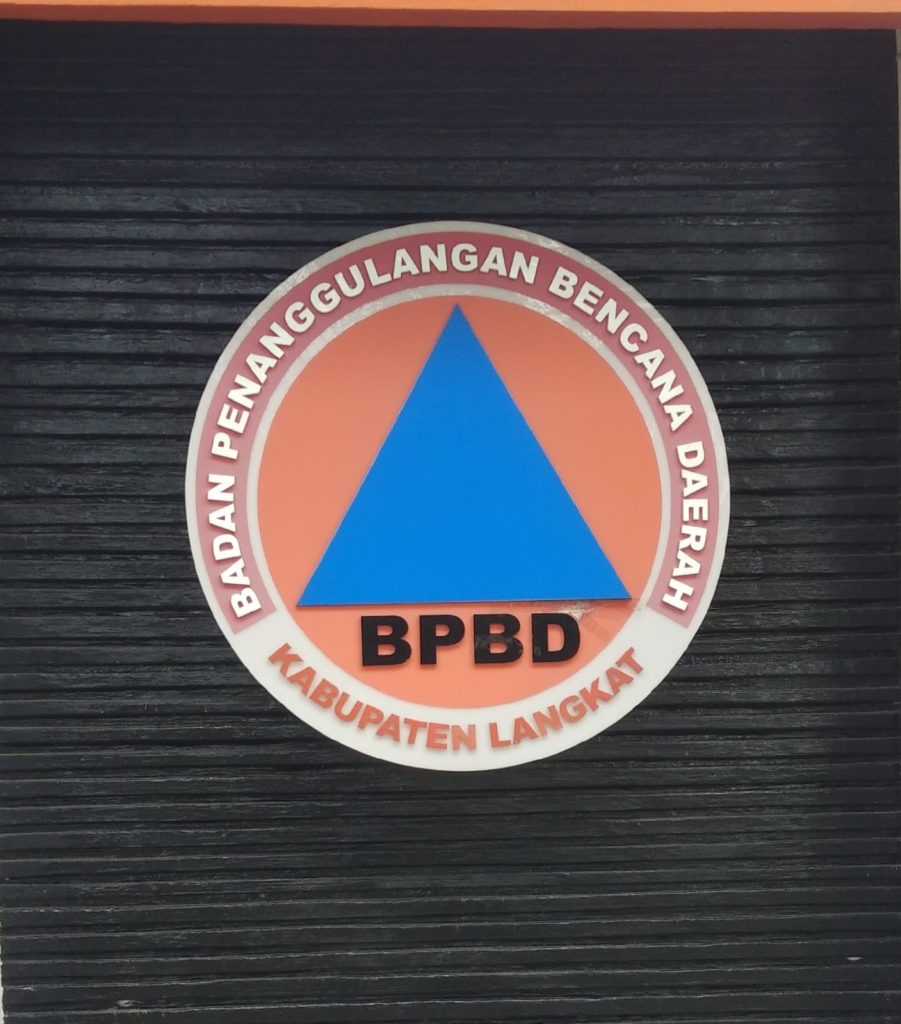 BADAN PENANGGULANGAN BENCANA DAERAH
BPBD
KABUPATEN LANGKAT